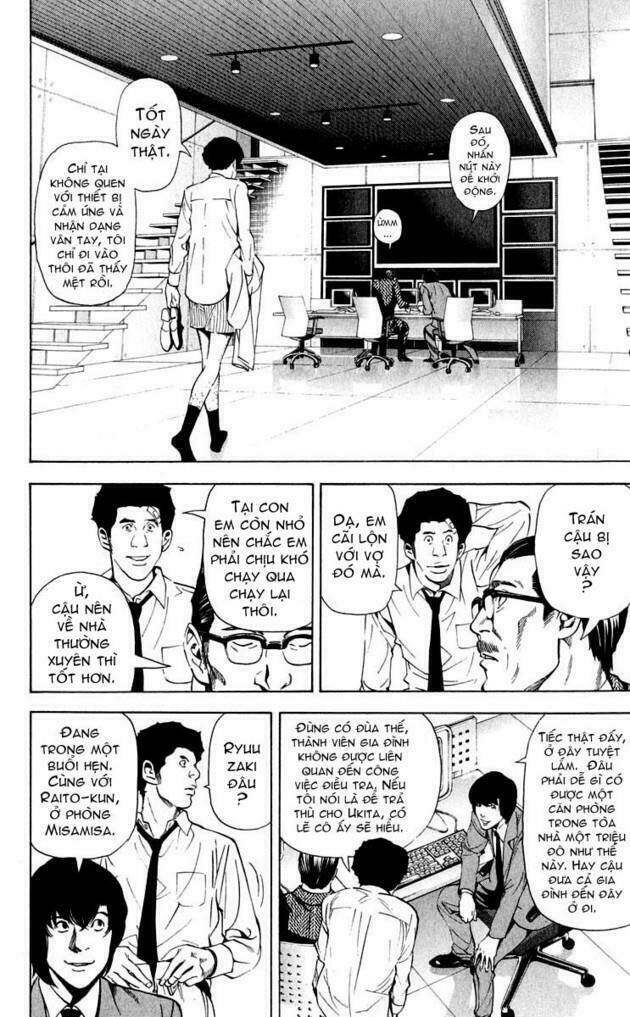 SAU
ĐÓ,
NHẤN
NÚT NÀY
ĐỂ KHỞI
ĐỘNG.
ỪMM
...
TỐT
NGÀY
THẬT.
CHỈ TẠI
KHÔNG QUEN
VỚI THIẾT BỊ
CẢM ỨNG VÀ
NHẬN DẠNG
VÂN TAY, TÔI
CHỈ ĐI VÀO
THÔI ĐÃ THẤY
MỆT RỒI.
TRÁN
CẬU BỊ
SAO
VẬY
?
DẠ, EM
CÃI LỘN
VỚI VỢ
ĐÓ MÀ.
TẠI CON
EM CÒN NHỎ
NÊN CHẮC EM
PHẢI CHỊU KHÓ
CHẠY QUA
CHẠY LẠI
THÔI.
Ừ,
CẬU NÊN
VỀ NHÀ
THƯỜNG
XUYÊN THÌ
TỐT HƠN.
TIẾC THẬT ĐẤY,
Ở ĐÂY TUYỆT
LẮM. ĐÂU
PHẢI DỄ GÌ CÓ
ĐƯỢC MỘT
CĂN PHÒNG
TRONG TÒA
NHÀ MỘT TRIỆU
ĐÔ NHƯ THẾ
NÀY. HAY CẬU
ĐƯA CẢ GIA
ĐÌNH ĐẾN ĐÂY
Ở ĐI.
ĐỪNG CÓ ĐÙA THẾ,
THÀNH VIÊN GIA ĐÌNH
KHÔNG ĐƯỢC LIÊN
QUAN ĐẾN CÔNG
VIỆC ĐIỀU TRA. NẾU
TÔI NÓI LÀ ĐỂ TRẢ
THÙ CHO UKITA, CÓ
LẼ CÔ ẤY SẼ HIỂU.
RYUU
ZAKI
ĐÂU
?
ĐANG
TRONG MỘT
BUỔI HẸN.
CÙNG VỚI
RAITO-KUN,
Ở PHÒNG
MISAMISA.